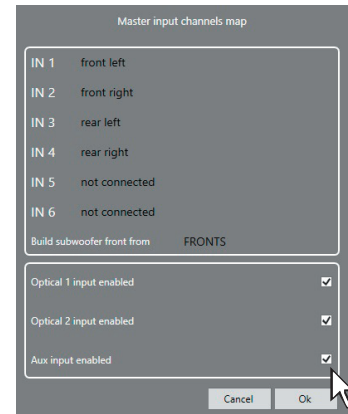 Master input channels map
IN 1 front left
IN 2 front right
IN 3 rear left
IN 4 rear right
IN 5 not connected
IN 6 not connected
Build subwoofer front from FRONTS
Optical 1 input enabled
Optical 2 input enabled
Aux input enabled
Cancel Ok